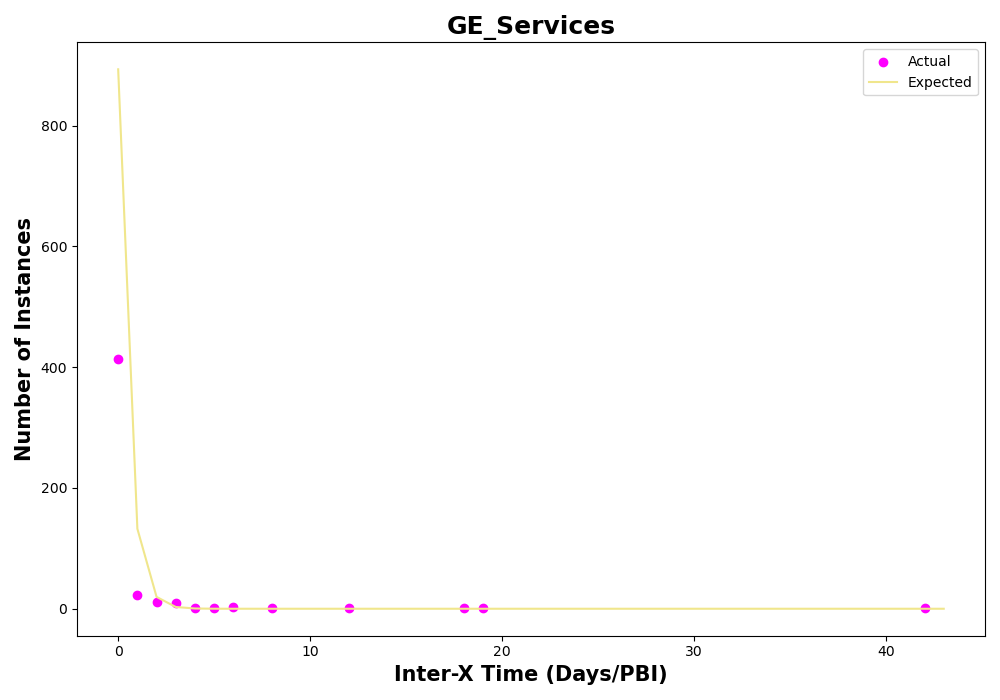 GE_Services
Actual
Expected
Number of Instances
800
600
400
200
0
0
10
20
30
40
Inter-X Time (Days/PBI)